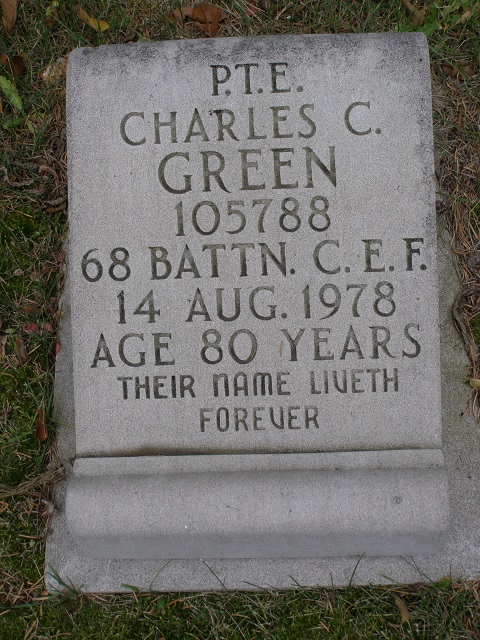 P.T.E.
CHARLES C.
GREEN
105788
68 BATTN. C.E.F.
14 AUG. 1978
AGE 80 YEARS
THEIR NAME LIVETH
FOREVER